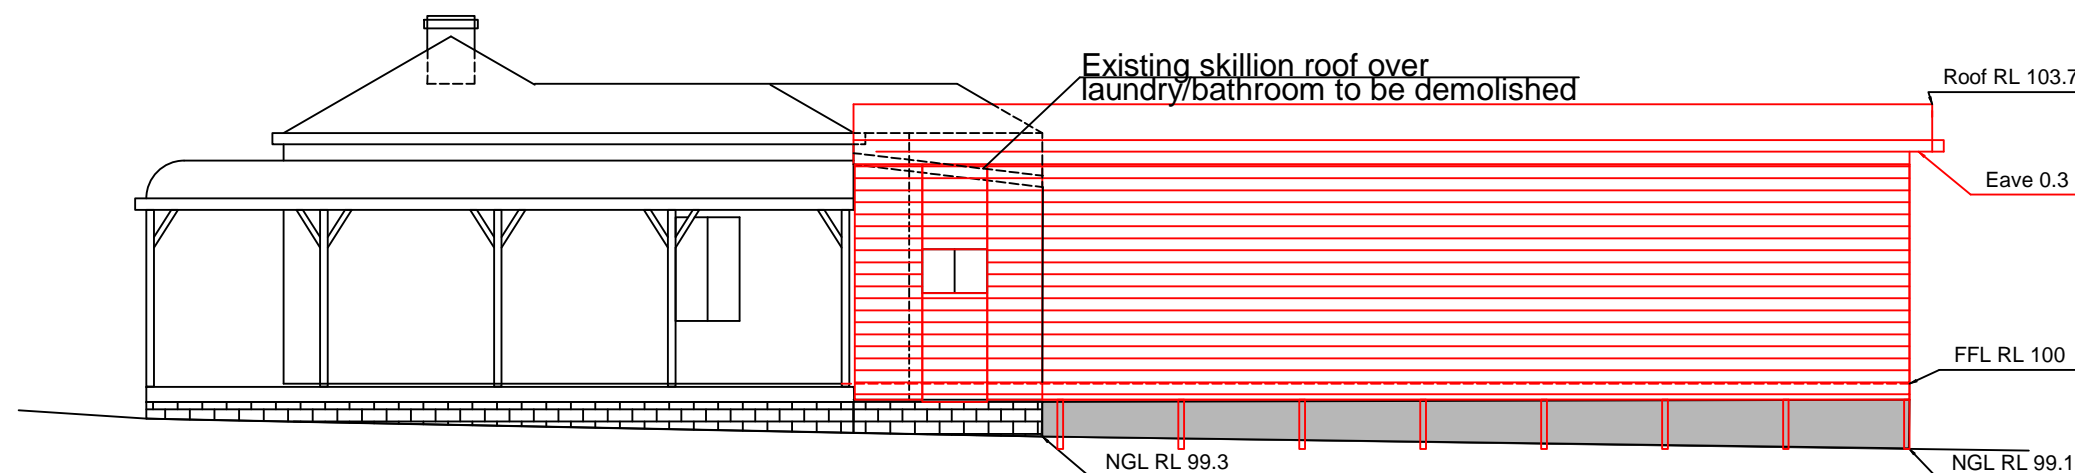 Existing skillion roof over
laundry/bathroom to be demolished
Roof RL 103.7
Eave 0.3
FFL RL 100
NGL RL 99.3
NGL RL 99.1